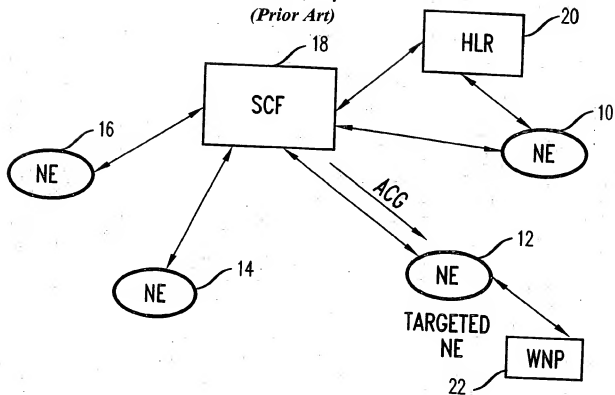 (Prior Art)
20
18
HLR
SCF
10
16
NE
NE
ACG
12
NE
14
NE
TARGETED
NE
WNP
22